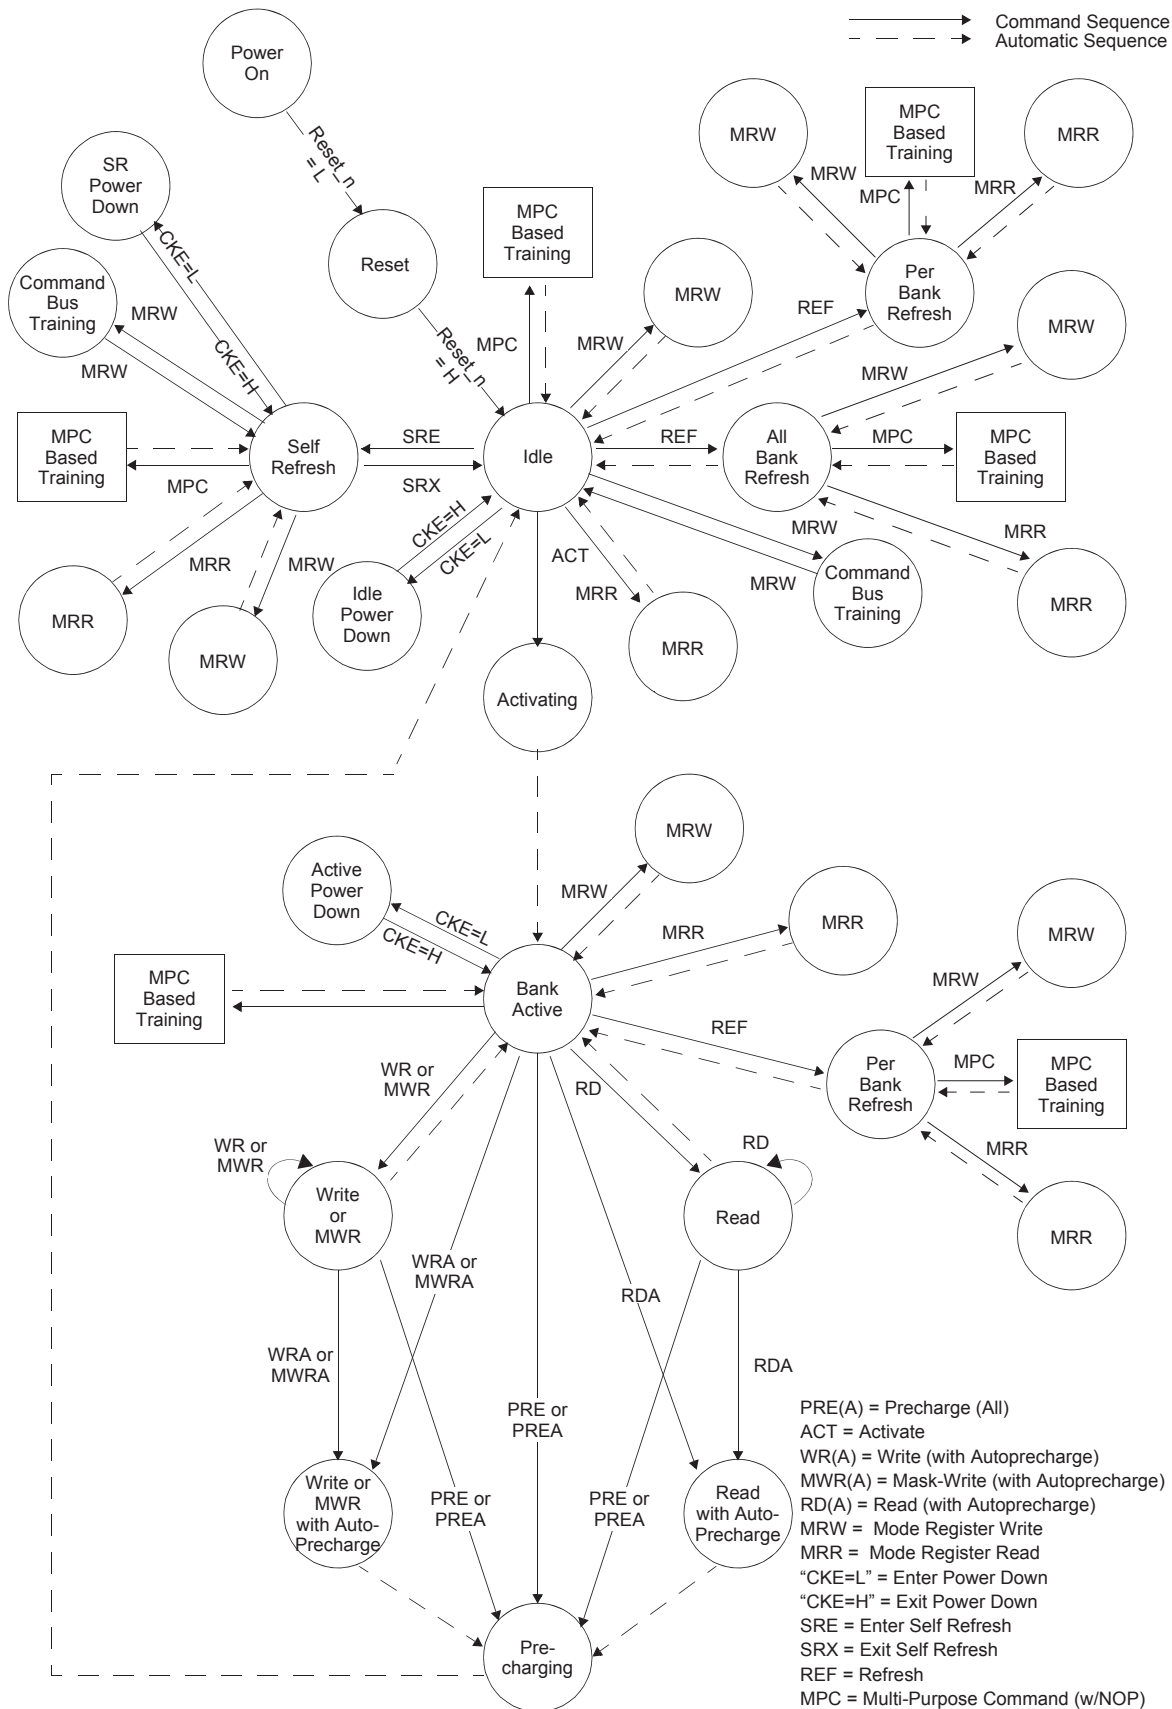 Command Sequence
Automatic Sequence
Power
On
Reset_n
= L
Reset
Reset_n
= H
SR
Power
Down
CKE=L
CKE=H
Command
Bus
Training
MRW
MRW
MPC
Based
Training
MPC
Self
Refresh
MRR
MRR
MRW
MRW
SRE
SRX
Idle
MPC
Based
Training
MPC
MRW
MRW
MRW
MRW
MPC
Based
Training
MPC
MRR
MRR
Per
Bank
Refresh
REF
MRW
MRW
REF
All
Bank
Refresh
MPC
MPC
Based
Training
MRR
MRR
MRW
MRW
Command
Bus
Training
CKE=H
CKE=L
Idle
Power
Down
ACT
MRR
MRR
Activating
Active
Power
Down
CKE=L
CKE=H
MRW
MRW
MRR
MRR
MPC
Based
Training
Bank
Active
REF
Per
Bank
Refresh
MRW
MRW
MPC
MPC
Based
Training
MRR
MRR
WR or
MWR
RD
WR or
MWR
Write
or
MWR
RD
Read
WRA or
MWRA
RDA
WRA or
MWRA
RDA
PRE or
PREA
PRE or
PREA
PRE or
PREA
Write or
MWR
with Auto-
Precharge
Read
with Auto-
Precharge
Pre-
charging
PRE(A) = Precharge (All)
ACT = Activate
WR(A) = Write (with Autoprecharge)
MWR(A) = Mask-Write (with Autoprecharge)
RD(A) = Read (with Autoprecharge)
MRW = Mode Register Write
MRR = Mode Register Read
“CKE=L” = Enter Power Down
“CKE=H” = Exit Power Down
SRE = Enter Self Refresh
SRX = Exit Self Refresh
REF = Refresh
MPC = Multi-Purpose Command (w/NOP)